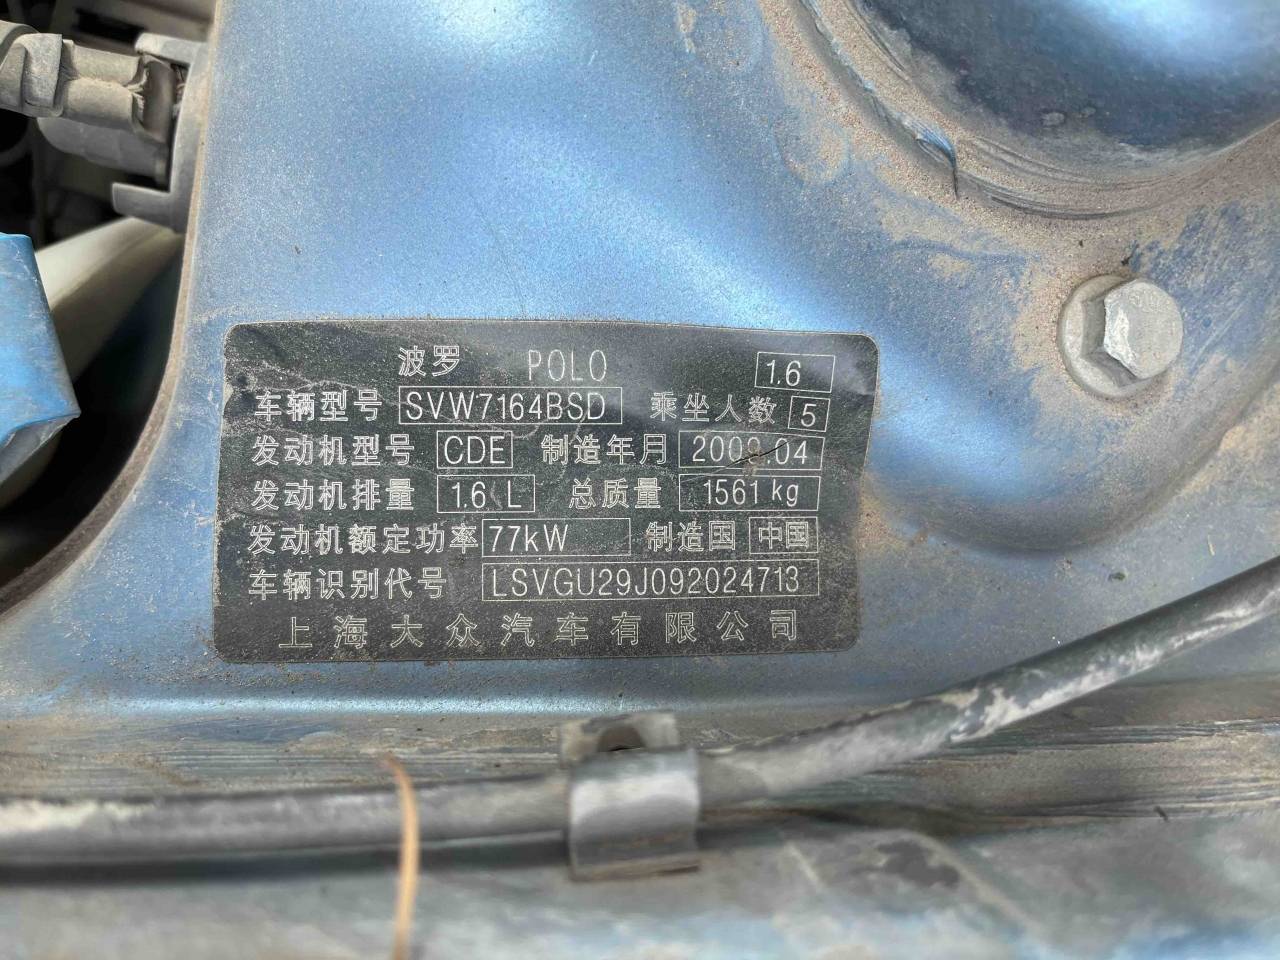 波罗 POLO 1.6
车辆型号 SVW7164BSD 乘坐人数 5
发动机型号 CDE 制造年月 2009.04
发动机排量 1.6 L 总质量 1561 kg
发动机额定功率 77kW 制造国 中国
车辆识别代号 LSVGU29J092024713
上海大众汽车有限公司